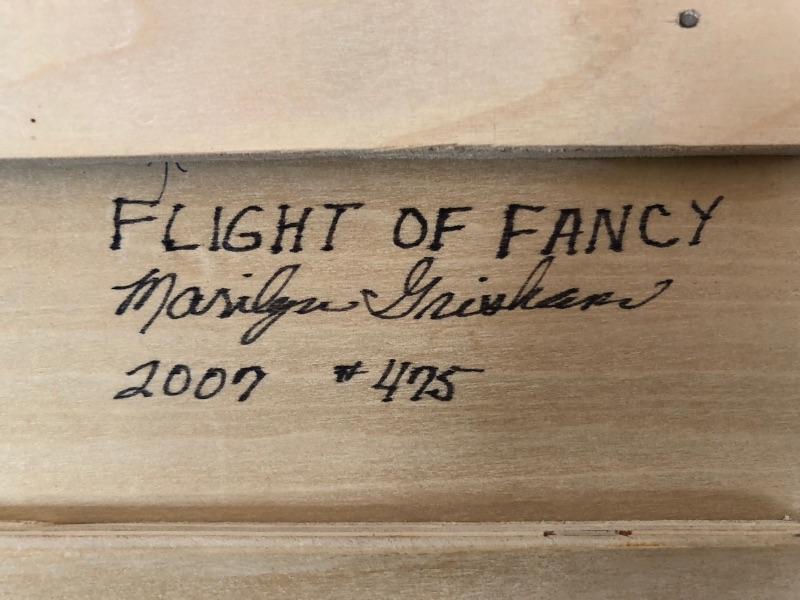 FLIGHT OF FANCY
Marilyn Grisham
2007 #475